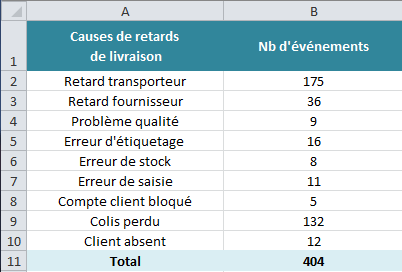 A B
1 Causes de retards
de livraison Nb d'événements
2 Retard transporteur 175
3 Retard fournisseur 36
4 Problème qualité 9
5 Erreur d'étiquetage 16
6 Erreur de stock 8
7 Erreur de saisie 11
8 Compte client bloqué 5
9 Colis perdu 132
10 Client absent 12
11 Total 404